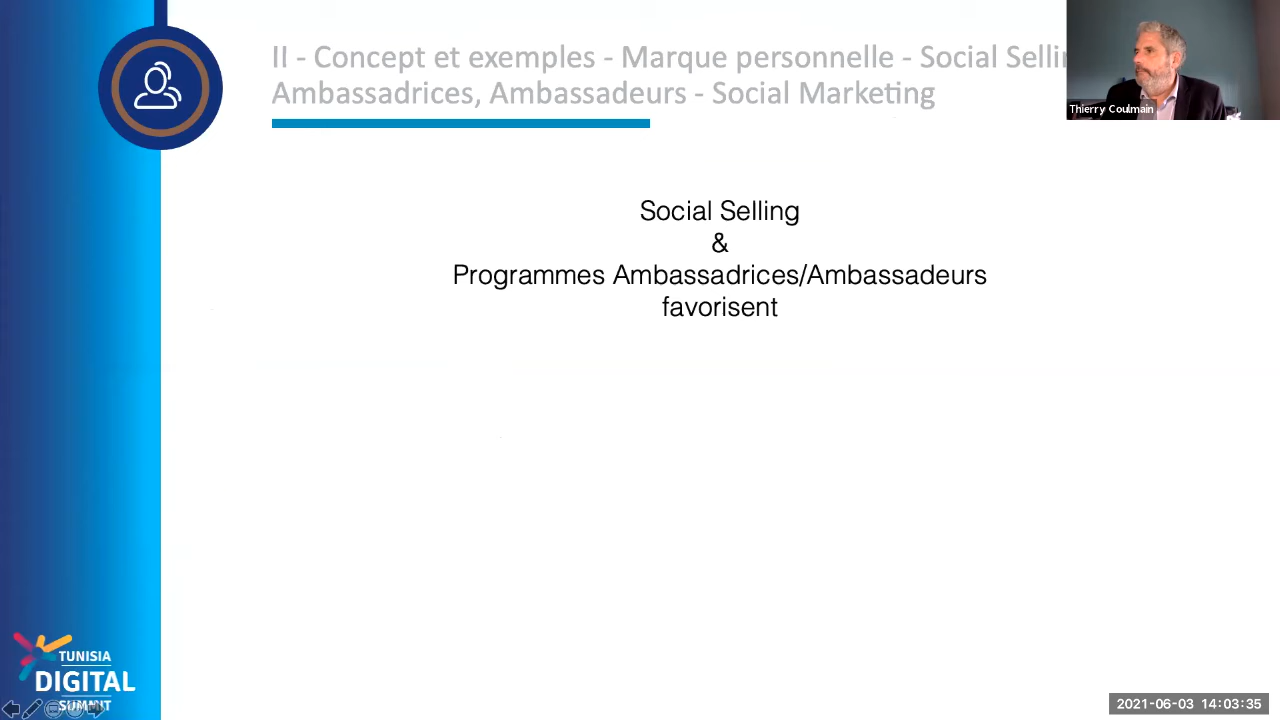 II - Concept et exemples - Marque personnelle - Social
Ambassadrices, Ambassadeurs - Social Marketing
Thierry Coulmain
Social Selling
&
Programmes Ambassadrices/Ambassadeurs
favorisent
TUNISIA
DIGITAL
SUMMIT
2021-06-03 14:03:35